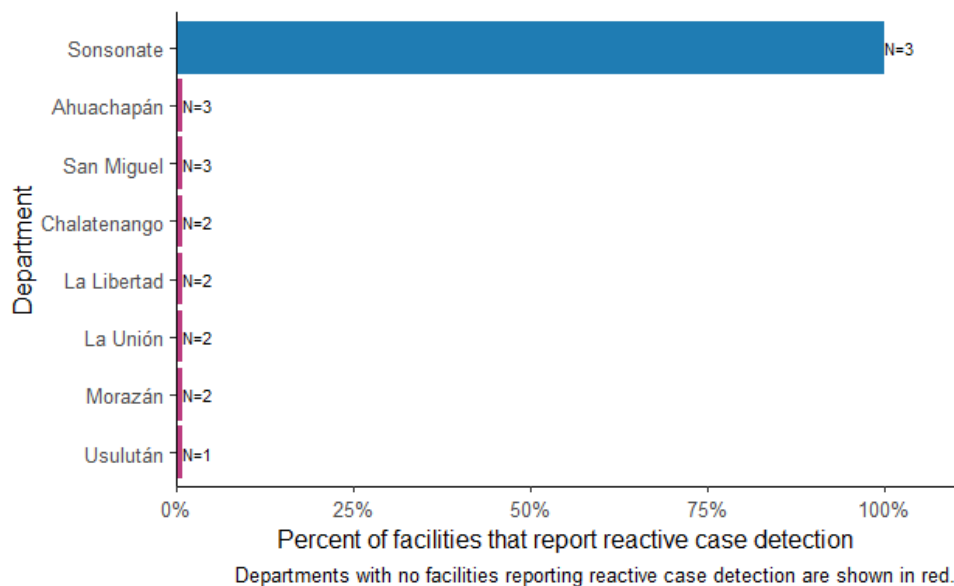 Department
Sonsonate N=3
Ahuachapán N=3
San Miguel N=3
Chalatenango N=2
La Libertad N=2
La Unión N=2
Morazán N=2
Usulután N=1
0% 25% 50% 75% 100%
Percent of facilities that report reactive case detection
Departments with no facilities reporting reactive case detection are shown in red.